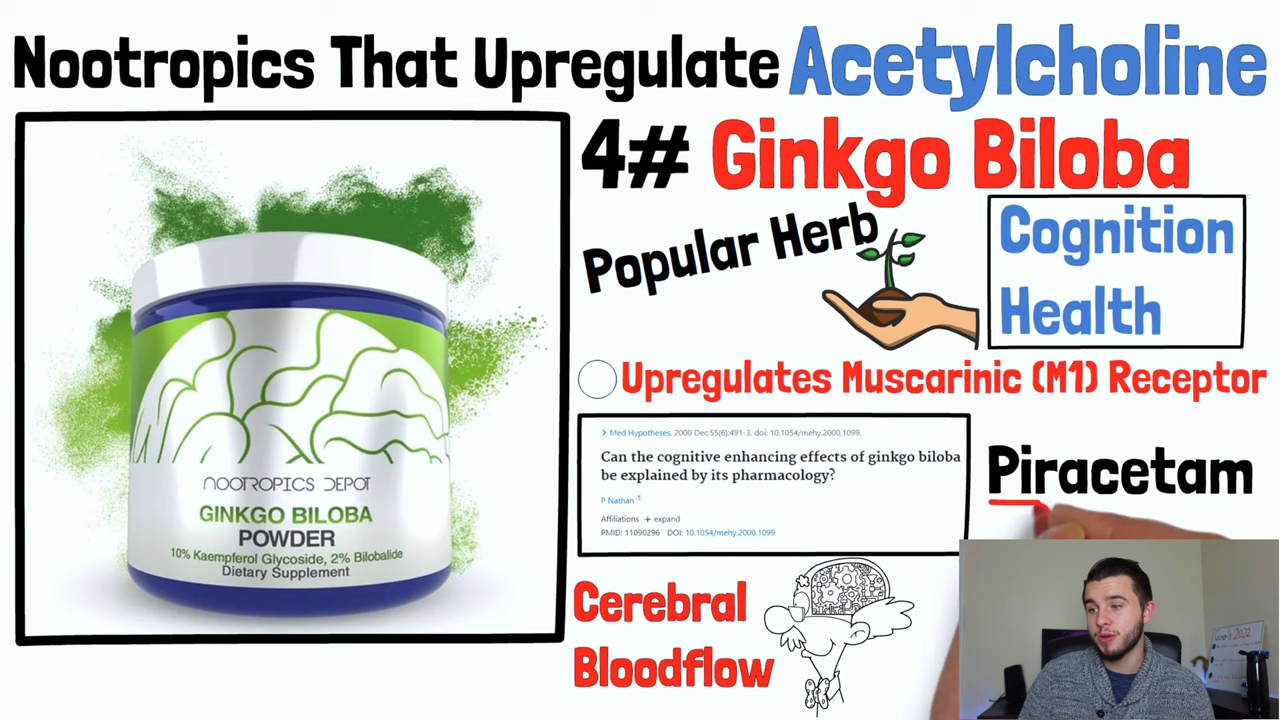 Nootropics That Upregulate Acetylcholine
4# Ginkgo Biloba
Popular Herb
Cognition
Health
Upregulates Muscarinic (M1) Receptor
NOOTROPICS DEPOT
GINKGO BILOBA
POWDER
10% Kaempferol Glycoside, 2% Bilobalide
Dietary Supplement
> Med Hypotheses. 2000 Dec;55(6):491-3. doi: 10.1054/mehy.2000.1099.
Can the cognitive enhancing effects of ginkgo biloba
be explained by its pharmacology?
P Nathan 1
Affiliations + expand
PMID: 11090296 DOI: 10.1054/mehy.2000.1099
Piracetam
Cerebral
Bloodflow
2022